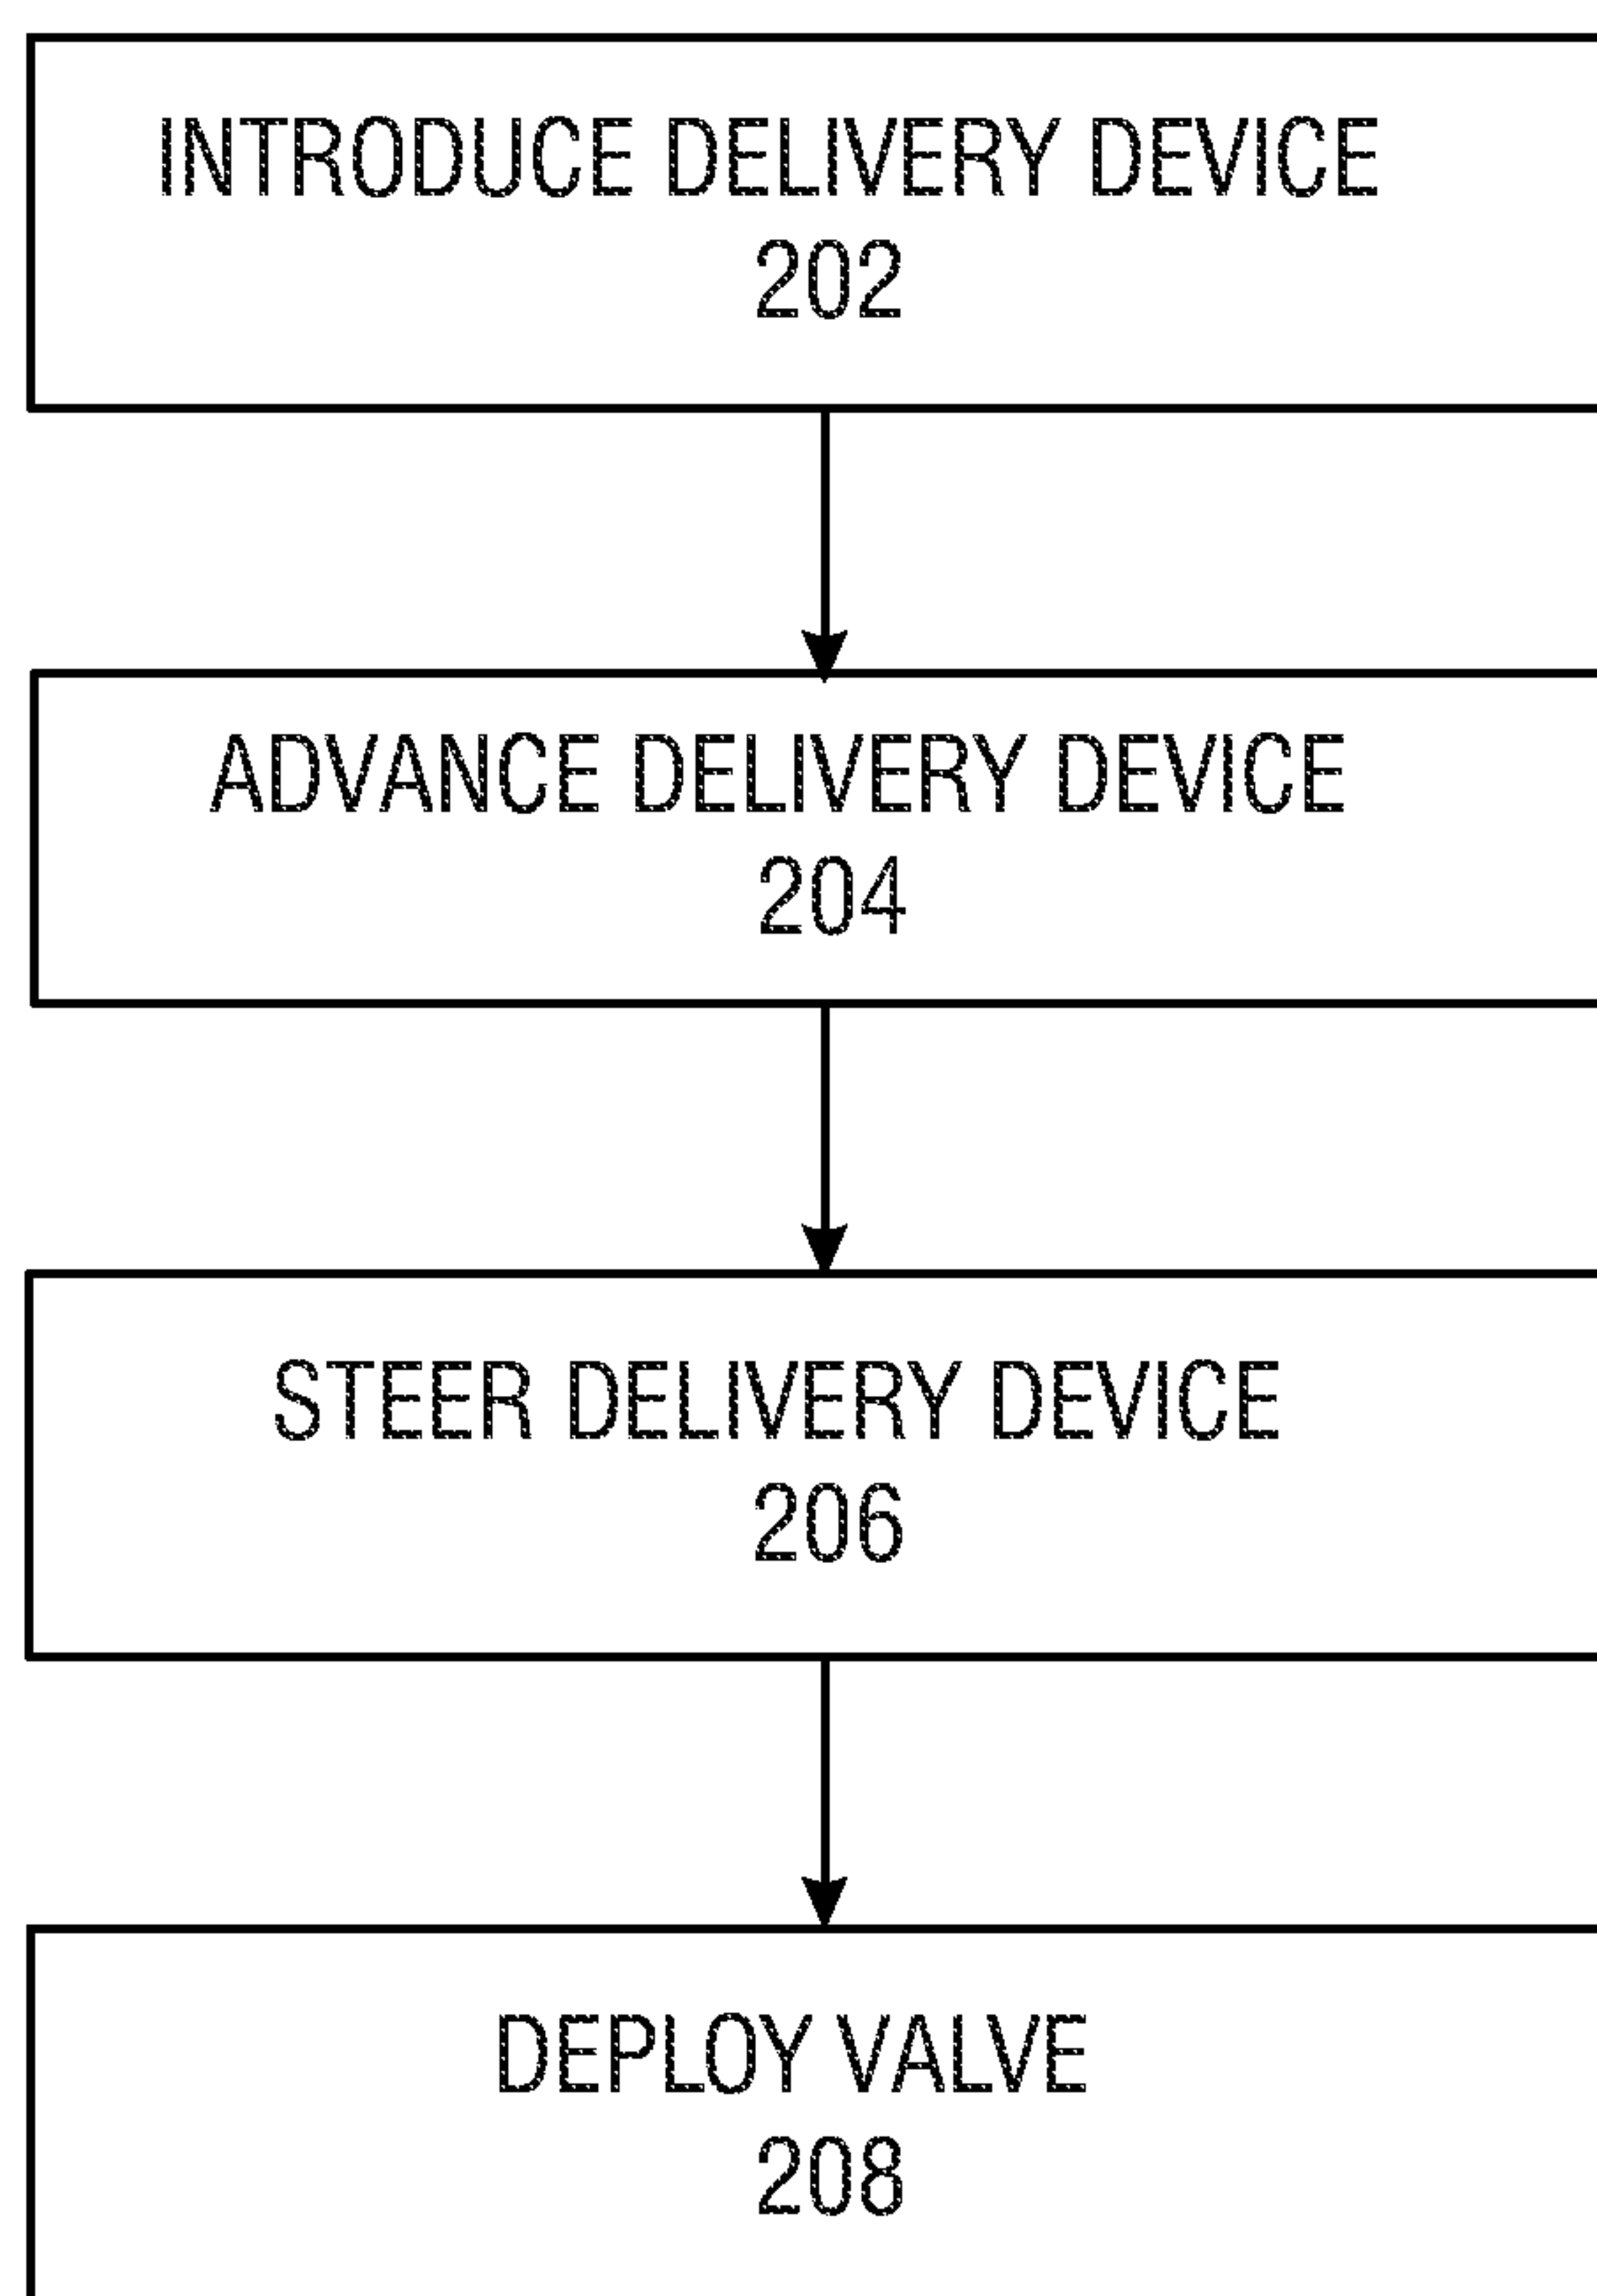 INTRODUCE DELIVERY DEVICE
202
ADVANCE DELIVERY DEVICE
204
STEER DELIVERY DEVICE
206
DEPLOY VALVE
208